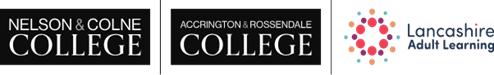 NELSON & COLNE
COLLEGE
ACCRINGTON & ROSSENDALE
COLLEGE
Lancashire
Adult Learning